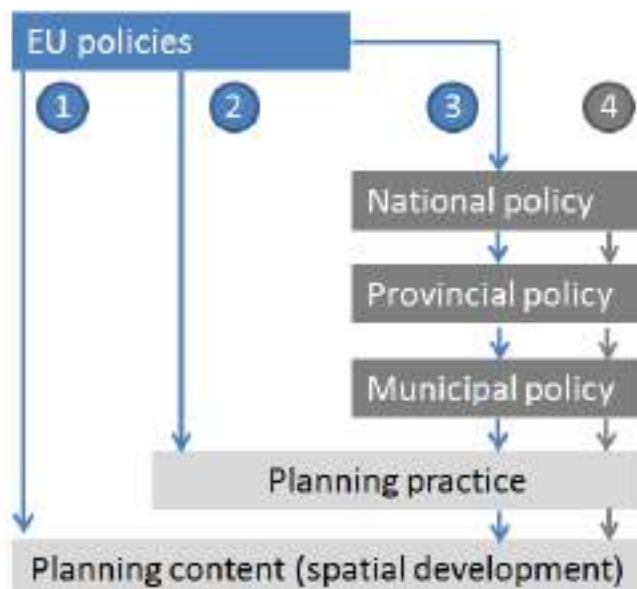 EU policies
1
2
3
4
National policy
Provincial policy
Municipal policy
Planning practice
Planning content (spatial development)